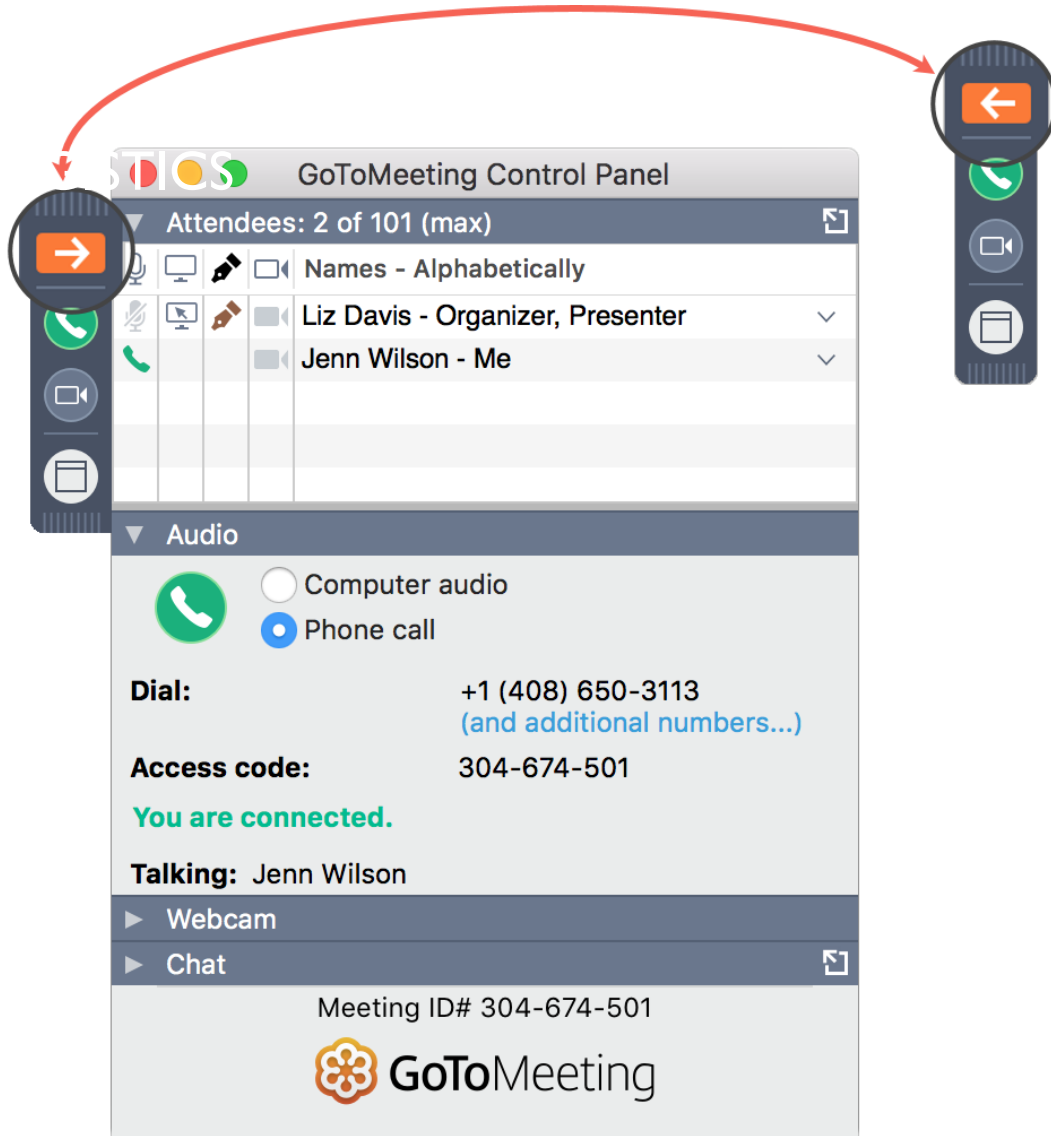 GoToMeeting Control Panel
Attendees: 2 of 101 (max)
Names - Alphabetically
Liz Davis - Organizer, Presenter
Jenn Wilson - Me
Audio
Computer audio
Phone call
Dial: +1 (408) 650-3113
(and additional numbers...)
Access code: 304-674-501
You are connected.
Talking: Jenn Wilson
Webcam
Chat
Meeting ID# 304-674-501
GoToMeeting